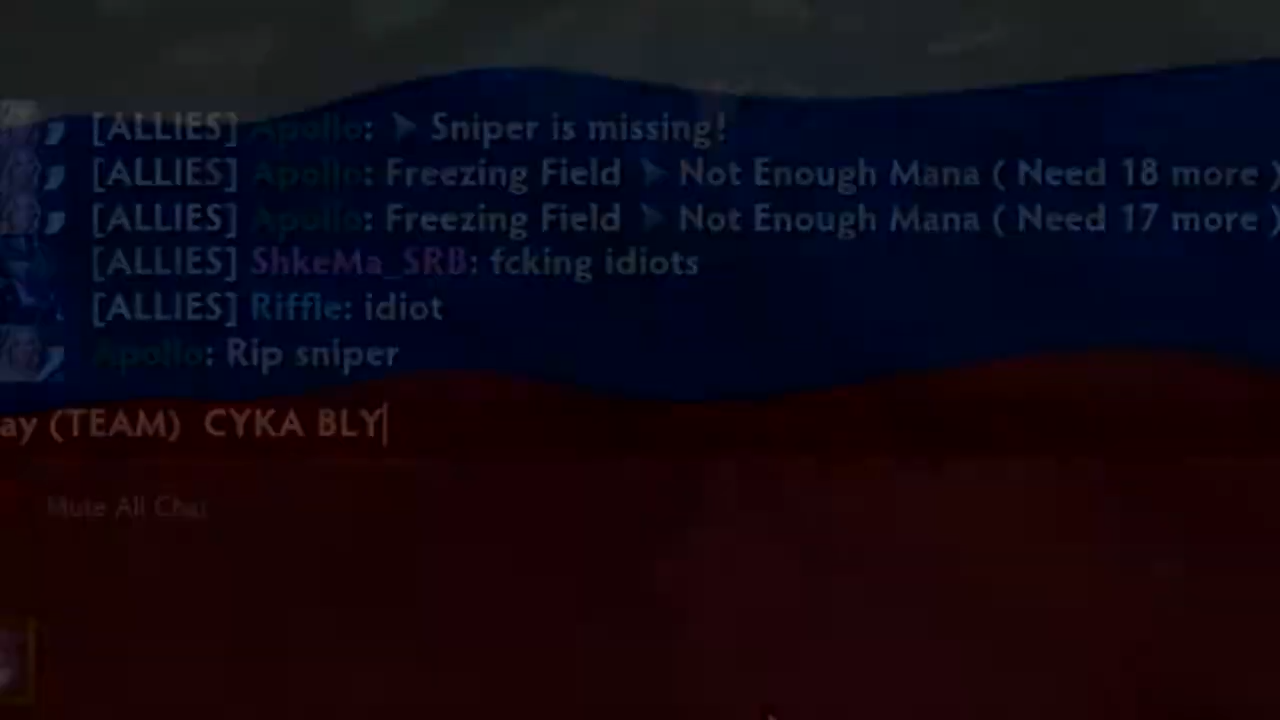 [ALLIES] Apollo: Sniper is missing!
[ALLIES] Apollo: Freezing Field Not Enough Mana ( Need 18 more )
[ALLIES] Apollo: Freezing Field Not Enough Mana ( Need 17 more )
[ALLIES] ShkeMa_SRB: fcking idiots
[ALLIES] Riffle: idiot
Apollo: Rip sniper
ay (TEAM) CYKA BLY
Mute All Chat